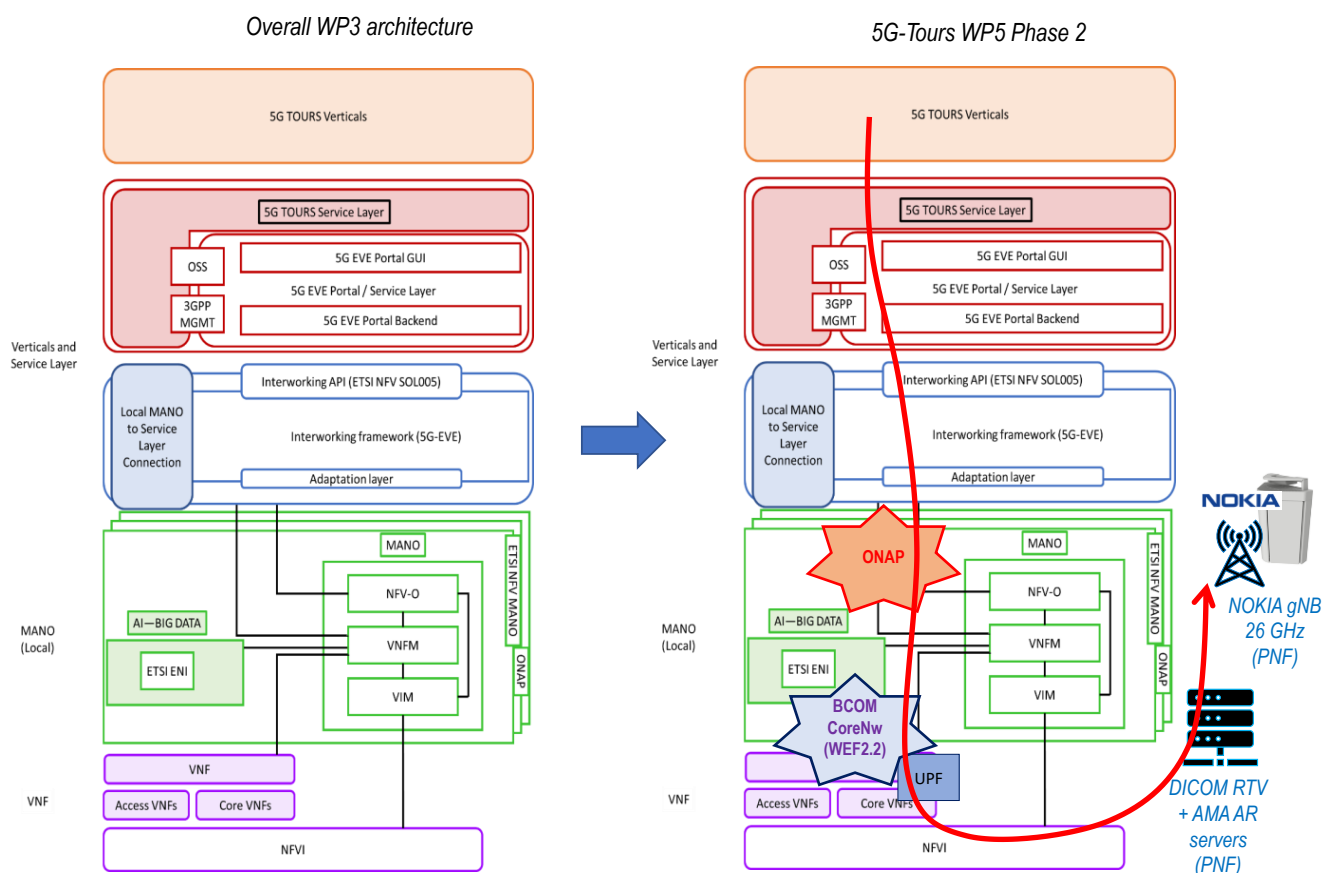 Overall WP3 architecture
5G TOURS Verticals
5G TOURS Service Layer
OSS
5G EVE Portal GUI
5G EVE Portal / Service Layer
3GPP
MGMT
5G EVE Portal Backend
Verticals and
Service Layer
Interworking API (ETSI NFV SOL005)
Local MANO
to Service
Layer
Connection
Interworking framework (5G-EVE)
Adaptation layer
MANO
ETSI NFV MANO
NFV-O
AI—BIG DATA
VNFM
ETSI ENI
ONAP
VIM
MANO
(Local)
VNF
VNF
Access VNFs
Core VNFs
NFVI
5G-Tours WP5 Phase 2
5G TOURS Verticals
5G TOURS Service Layer
OSS
5G EVE Portal GUI
5G EVE Portal / Service Layer
3GPP
MGMT
5G EVE Portal Backend
Verticals and
Service Layer
Interworking API (ETSI NFV SOL005)
Local MANO
to Service
Layer
Connection
Interworking framework (5G-EVE)
Adaptation layer
ONAP
MANO
ETSI NFV MANO
NFV-O
AI—BIG DATA
VNFM
ETSI ENI
ONAP
VIM
MANO
(Local)
BCOM
CoreNw
(WEF2.2)
UPF
VNF
Access VNFs
Core VNFs
NFVI
NOKIA
NOKIA gNB
26 GHz
(PNF)
DICOM RTV
+ AMA AR
servers
(PNF)